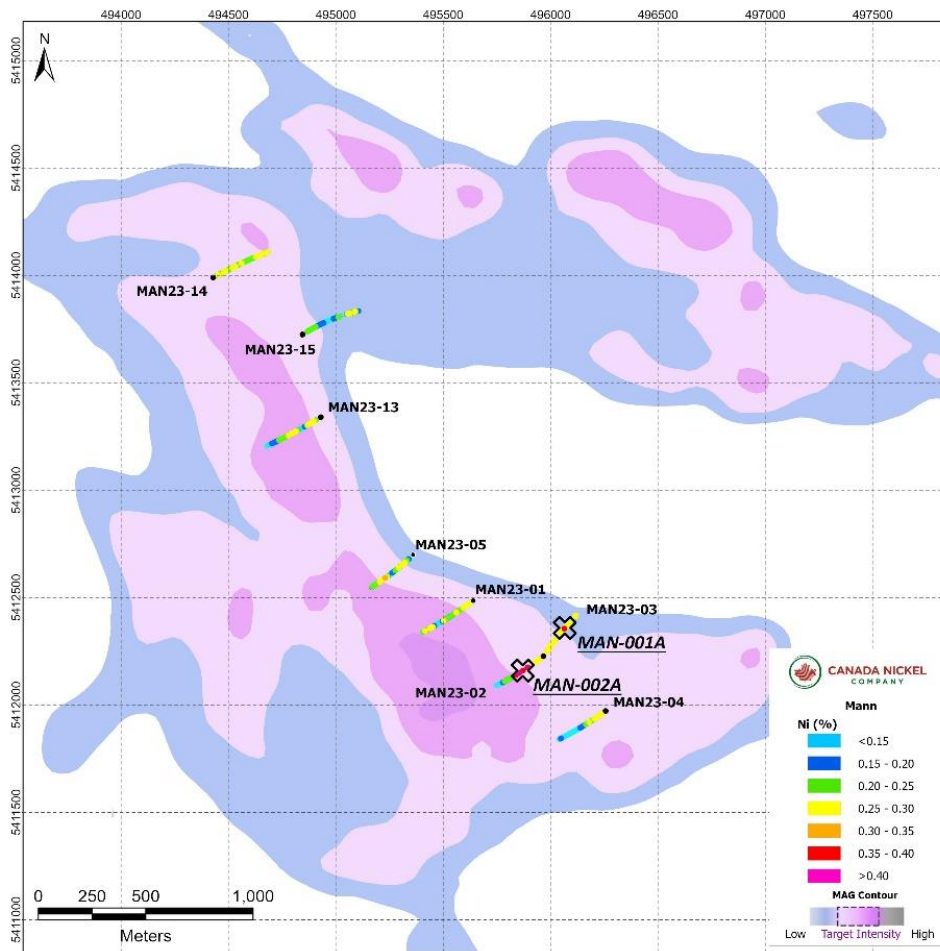 494000 494500 495000 495500 496000 496500 497000 497500
5415000
5414500
5414000
5413500
5413000
5412500
5412000
5411500
5411000
N
MAN23-14
MAN23-15
MAN23-13
MAN23-05
MAN23-01
MAN23-03
MAN-001A
MAN23-02
MAN-002A
MAN23-04
0 250 500 1,000
Meters
CANADA NICKEL
COMPANY
Mann
Ni (%)
<0.15
0.15 - 0.20
0.20 - 0.25
0.25 - 0.30
0.30 - 0.35
0.35 - 0.40
>0.40
MAG Contour
Low Target Intensity High